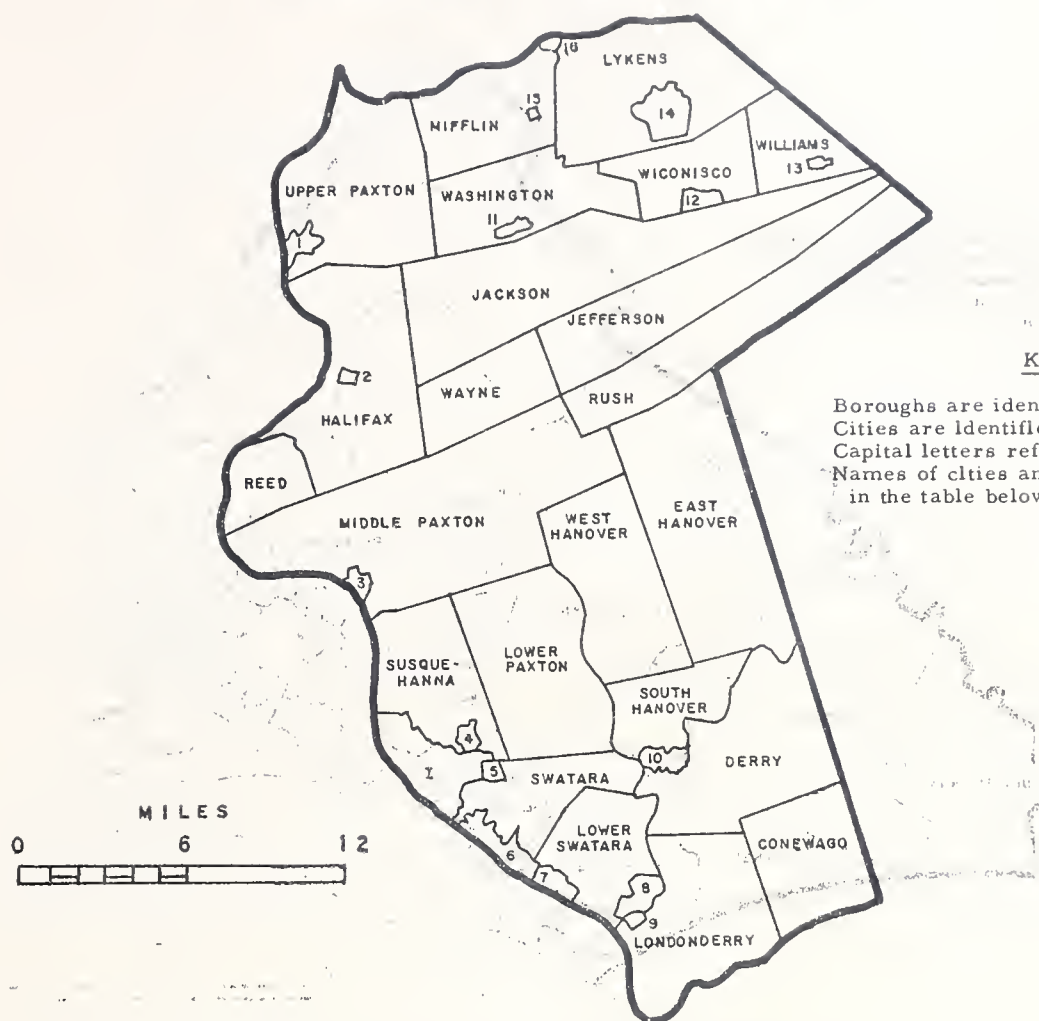 16
LYKENS
15
MIFFLIN
14
WILLIAMS
13
WICONISCO
UPPER PAXTON
WASHINGTON
12
11
1
JACKSON
JEFFERSON
2
WAYNE
RUSH
HALIFAX
K
Boroughs are iden
Cities are Identifie
Capital letters ref
Names of cities an
in the table below
REED
MIDDLE PAXTON
WEST
HANOVER
EAST
HANOVER
3
SUSQUE-
HANNA
LOWER
PAXTON
SOUTH
HANOVER
4
10
I
5
SWATARA
DERRY
MILES
0 6 12
LOWER
SWATARA
CONEWAGO
6
7
8
9
LONDONDERRY